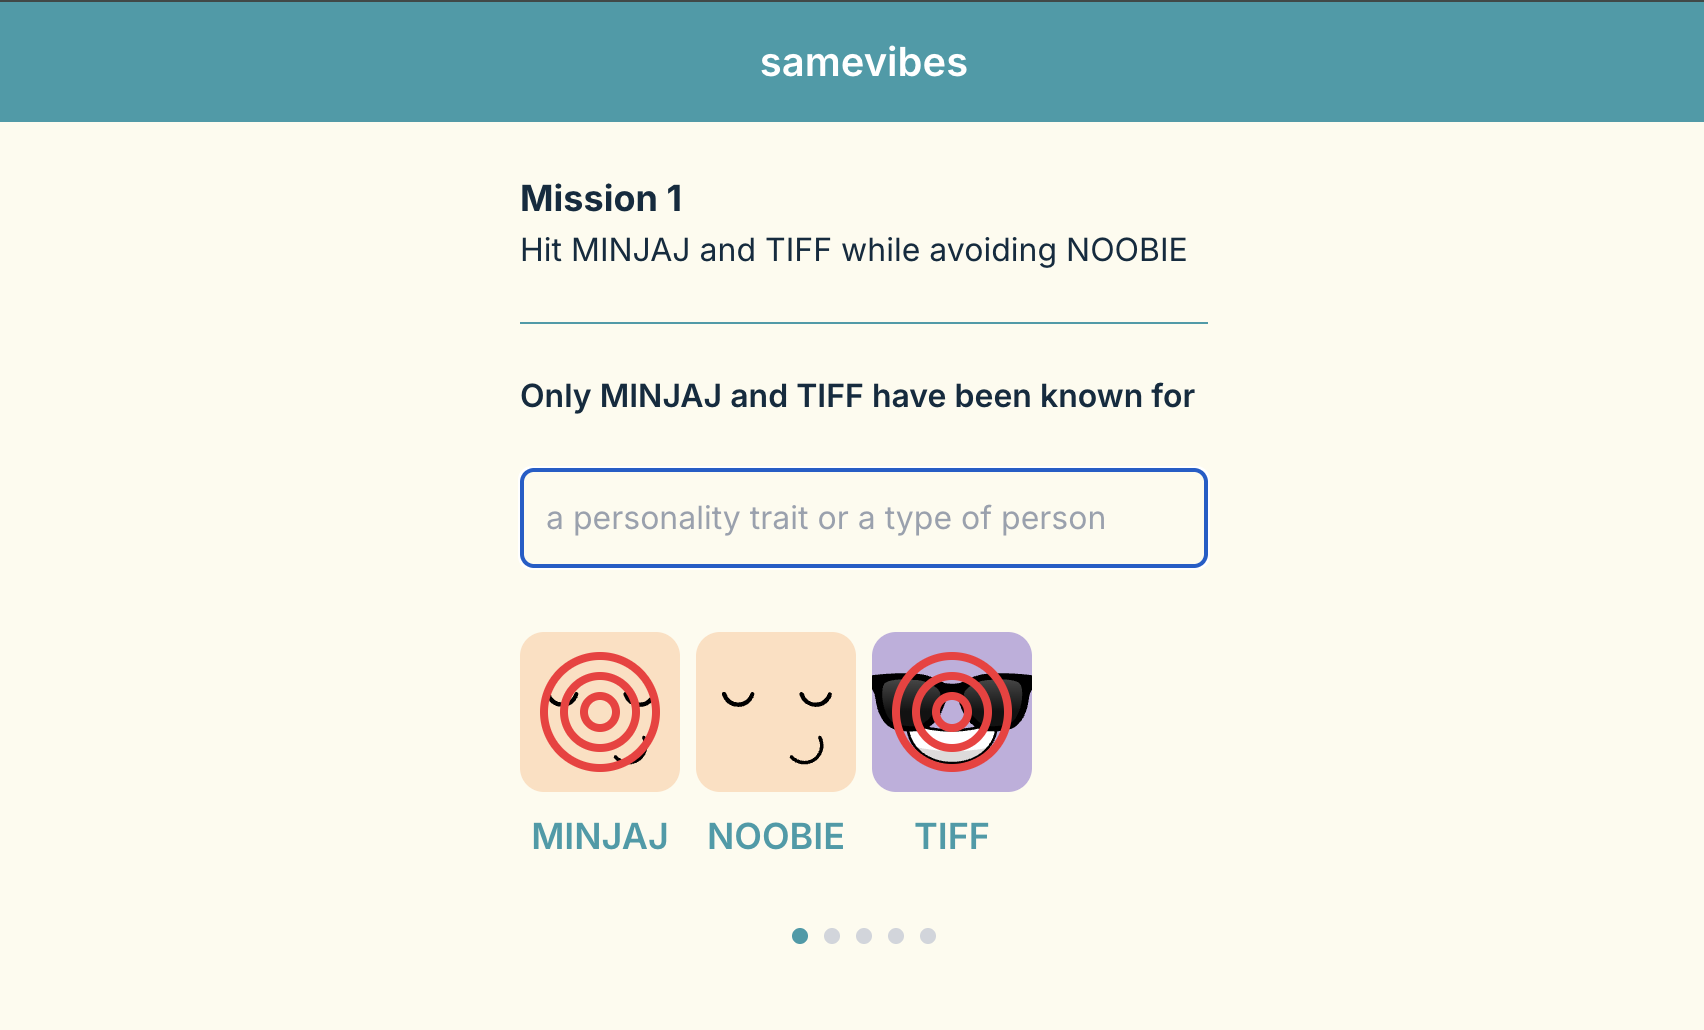 samevibes
Mission 1
Hit MINJAJ and TIFF while avoiding NOOBIE
Only MINJAJ and TIFF have been known for
a personality trait or a type of person
MINJAJ
NOOBIE
TIFF